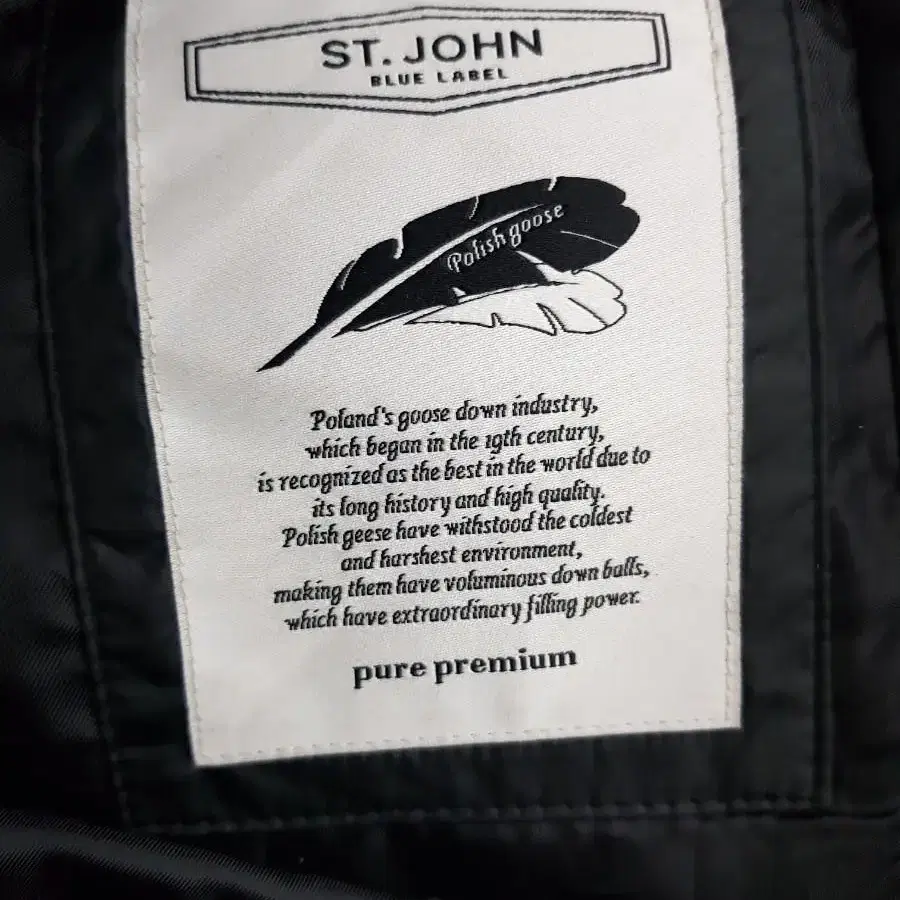 ST. JOHN
BLUE LABEL
Polish goose
Poland's goose down industry,
which began in the 19th century,
is recognized as the best in the world due to
its long history and high quality.
Polish geese have withstood the coldest
and harshest environment,
making them have voluminous down balls,
which have extraordinary filling power.
pure premium